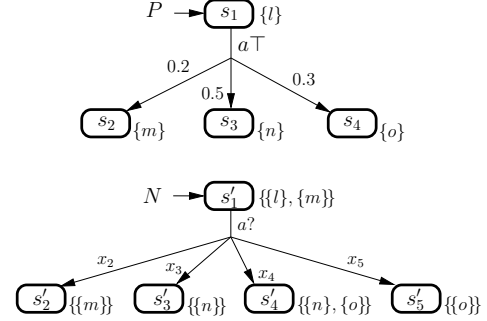 P s₁ {l}
a⊤
0.2 0.5 0.3
s₂ {m} s₃ {n} s₄ {o}
N s′₁ {{l}, {m}}
a?
x₂ x₃ x₄ x₅
s′₂ {{m}} s′₃ {{n}} s′₄ {{n}, {o}} s′₅ {{o}}